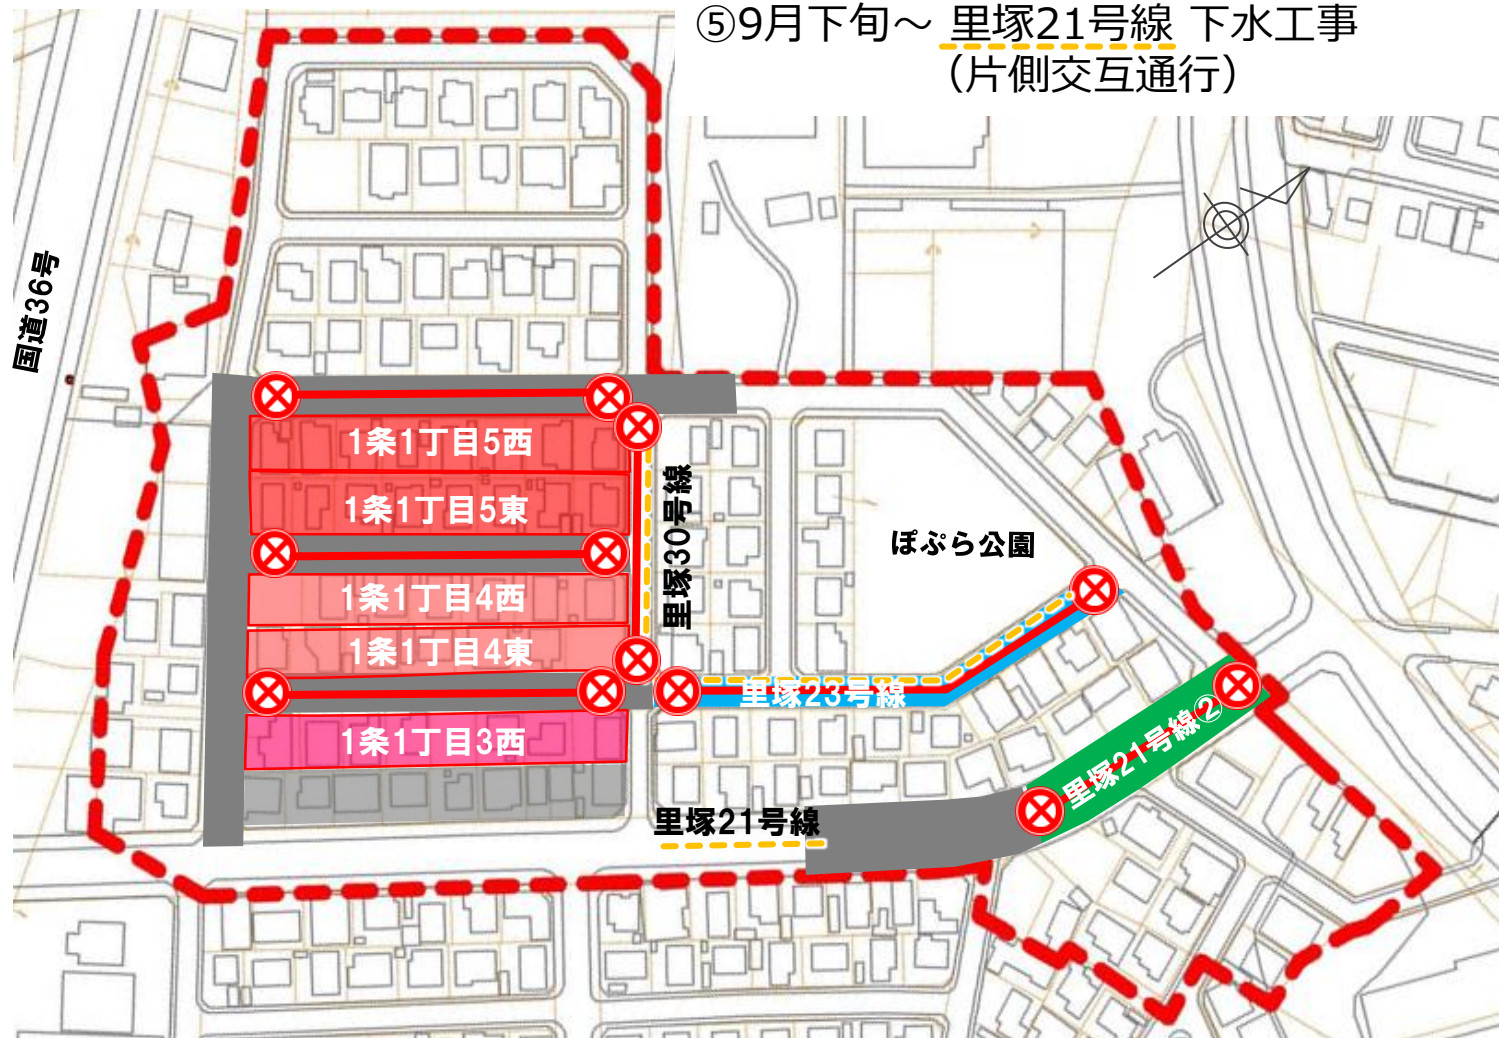 ⑤9月下旬～ 里塚21号線 下水工事
（片側交互通行）
国道36号
1条1丁目5西
1条1丁目5東
里塚30号線
ぽぷら公園
1条1丁目4西
1条1丁目4東
里塚23号線
1条1丁目3西
里塚21号線②
里塚21号線